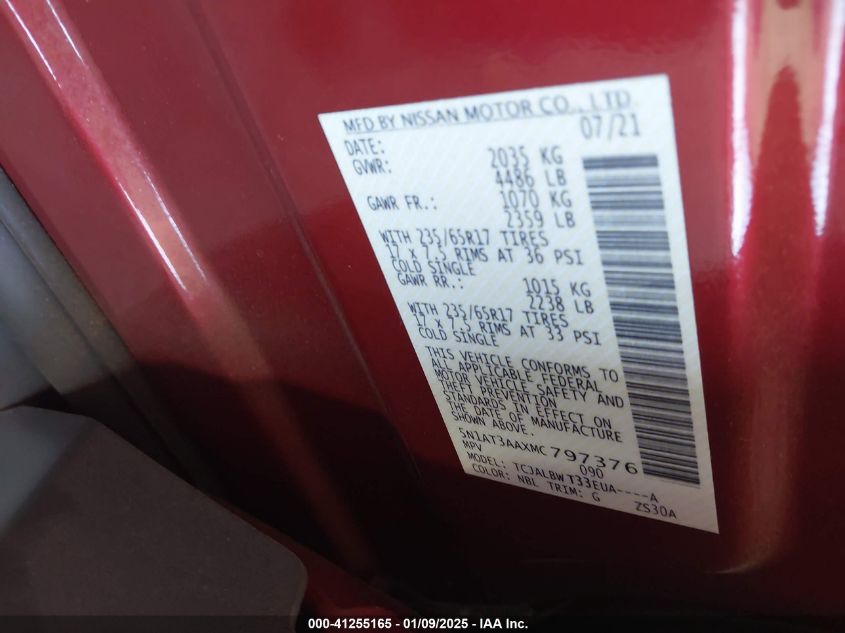 MFD BY NISSAN MOTOR CO., LTD.
DATE: 07/21
GVWR: 2035 KG
4486 LB
GAWR FR.: 1070 KG
2359 LB
WITH 235/65R17 TIRES
17 x 7.5 RIMS AT 36 PSI
COLD SINGLE
GAWR RR.: 1015 KG
2238 LB
WITH 235/65R17 TIRES
17 x 7.5 RIMS AT 33 PSI
COLD SINGLE
THIS VEHICLE CONFORMS TO
ALL APPLICABLE FEDERAL
MOTOR VEHICLE SAFETY AND
THEFT PREVENTION
STANDARDS IN EFFECT ON
THE DATE OF MANUFACTURE
SHOWN ABOVE.
5N1AT3AAXMC797376
MPV 090
MODEL: TCJALBWT33EUA----A
COLOR: NBL TRIM: G ZS30A
000-41255165 - 01/09/2025 - IAA Inc.